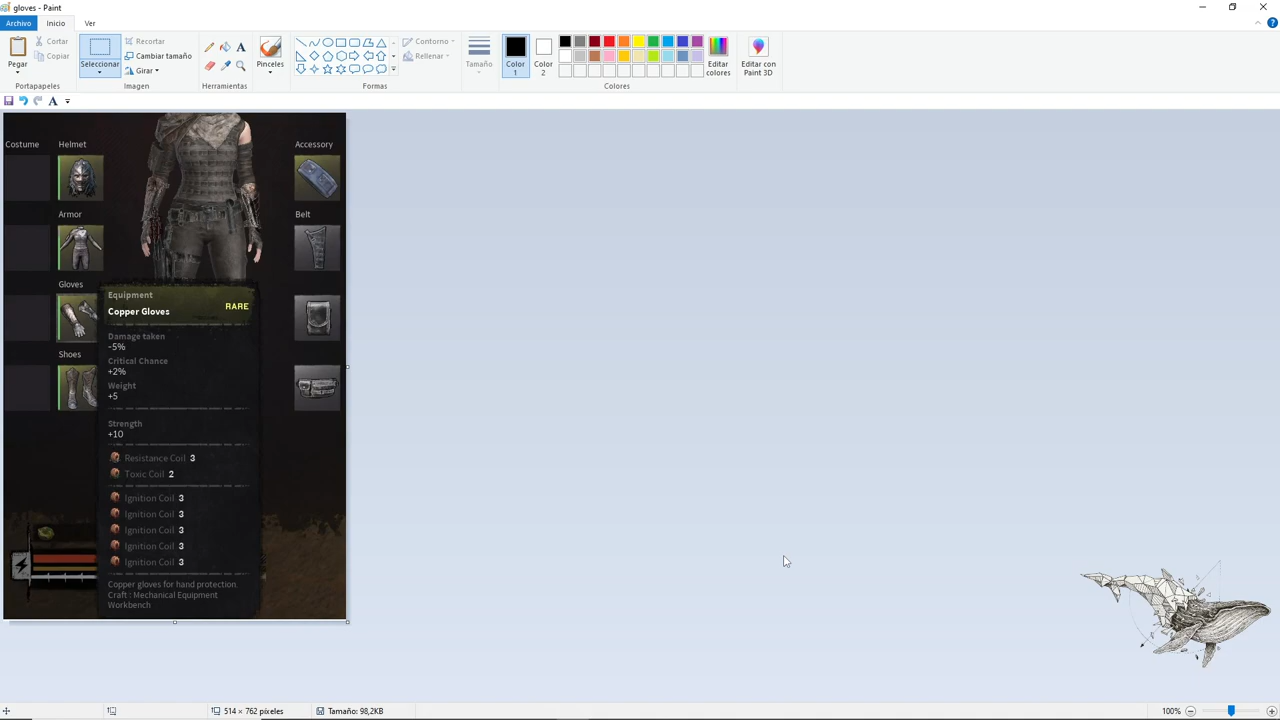 gloves - Paint
Archivo Inicio Ver
Pegar
Cortar
Copiar
Portapapeles
Seleccionar
Recortar
Cambiar tamaño
Girar
Imagen
Herramientas
Pinceles
Formas
Contorno
Rellenar
Tamaño
Color 1
Color 2
Editar colores
Colores
Editar con Paint 3D
Costume Helmet Accessory
Armor Belt
Gloves
Shoes
Equipment
Copper Gloves RARE
Damage taken
-5%
Critical Chance
+2%
Weight
+5
Strength
+10
Resistance Coil 3
Toxic Coil 2
Ignition Coil 3
Ignition Coil 3
Ignition Coil 3
Ignition Coil 3
Ignition Coil 3
Copper gloves for hand protection.
Craft : Mechanical Equipment
Workbench
514 × 762 píxeles Tamaño: 98,2KB 100%